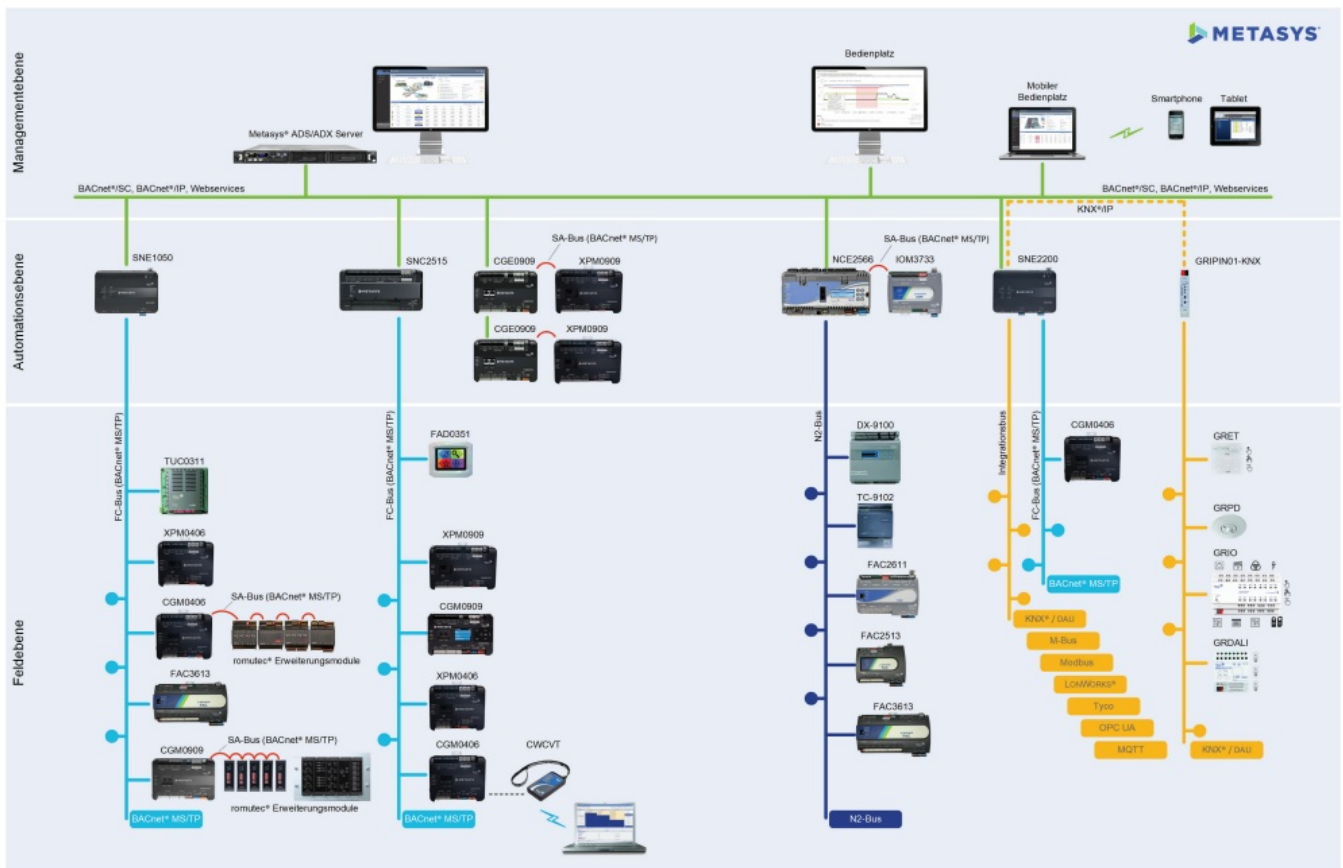 METASYS®
Managementebene
Bedienplatz
Mobiler
Bedienplatz
Smartphone
Tablet
Metasys® ADS/ADX Server
BACnet®/SC, BACnet®/IP, Webservices
BACnet®/SC, BACnet®/IP, Webservices
KNX®/IP
Automationsebene
SNE1050
SNC2515
SA-Bus (BACnet® MS/TP)
CGE0909
XPM0909
CGE0909
XPM0909
SA-Bus (BACnet® MS/TP)
NCE2566
IOM3733
SNE2200
GRIPIN01-KNX
Feldebene
FC-Bus (BACnet® MS/TP)
TUC0311
XPM0406
CGM0406
SA-Bus (BACnet® MS/TP)
romutec® Erweiterungsmodule
FAC3613
CGM0909
SA-Bus (BACnet® MS/TP)
romutec® Erweiterungsmodule
BACnet® MS/TP
FC-Bus (BACnet® MS/TP)
FAD0351
XPM0909
CGM0909
XPM0406
CGM0406
CWCVT
BACnet® MS/TP
N2-Bus
DX-9100
TC-9102
FAC2611
FAC2513
FAC3613
N2-Bus
Integrationbus
FC-Bus (BACnet® MS/TP)
CGM0406
BACnet® MS/TP
KNX® / DALI
M-Bus
Modbus
LONWORKS®
Tyco
OPC UA
MQTT
GRET
GRPD
GRIO
GRDALI
KNX® / DALI